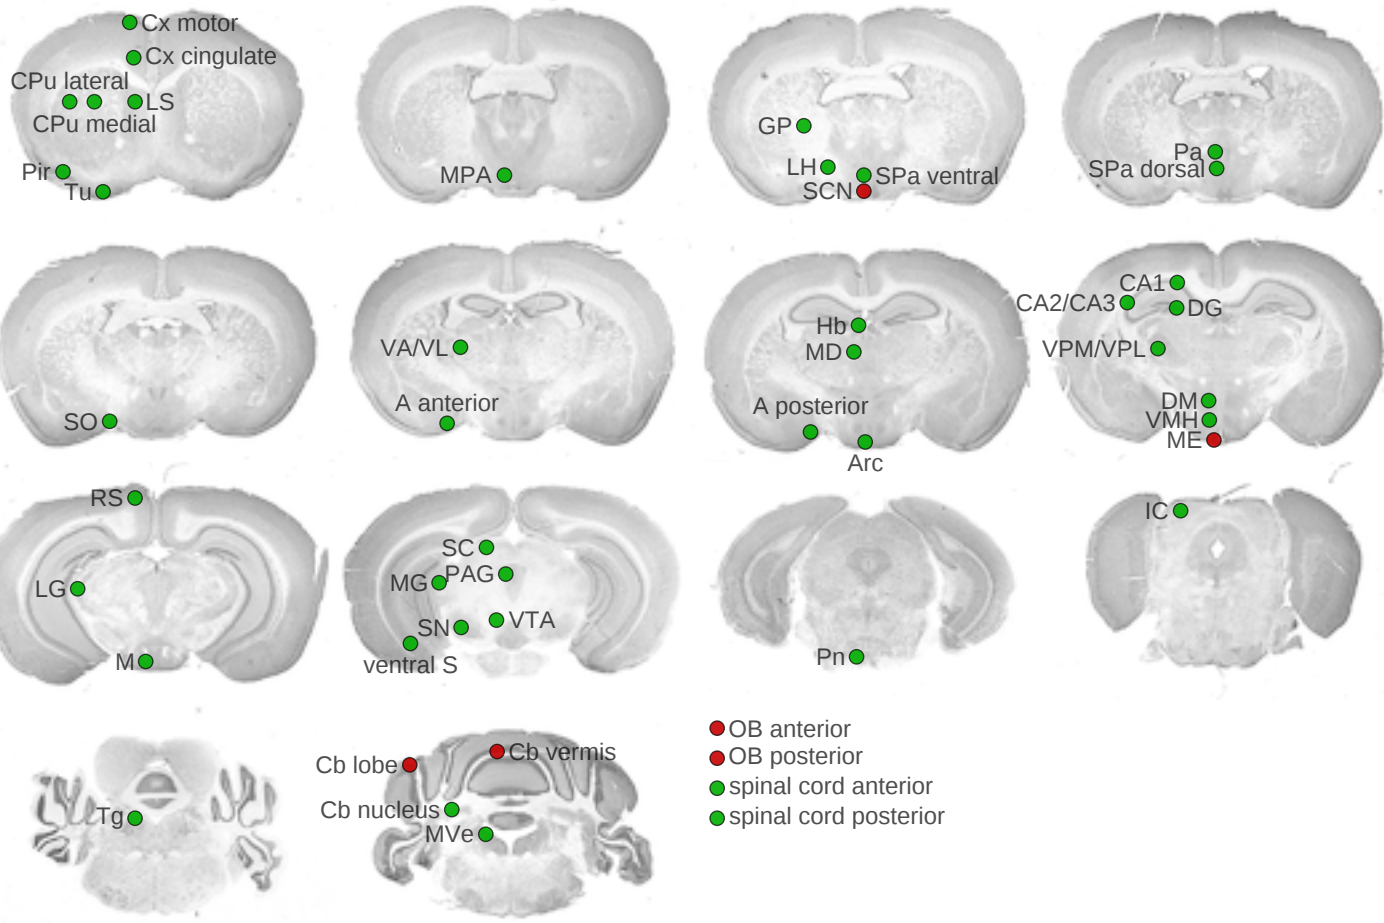 Cx motor
Cx cingulate
CPu lateral
LS
CPu medial
Pir
Tu
MPA
GP
LH
SPa ventral
SCN
Pa
SPa dorsal
SO
VA/VL
A anterior
Hb
MD
A posterior
Arc
CA1
CA2/CA3
DG
VPM/VPL
DM
VMH
ME
RS
LG
M
SC
MG
PAG
SN
VTA
ventral S
Pn
IC
Tg
Cb lobe
Cb vermis
Cb nucleus
MVe
OB anterior
OB posterior
spinal cord anterior
spinal cord posterior